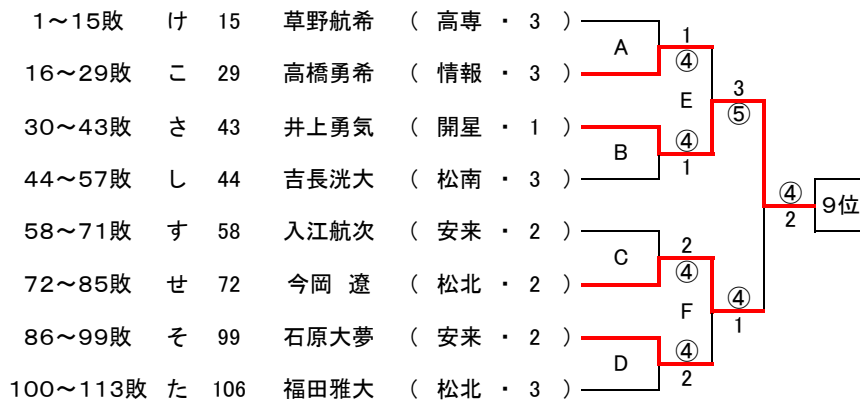 1～15敗 け 15 草野航希 ( 高専 ・ 3 )
A 1 ④
16～29敗 こ 29 高橋勇希 ( 情報 ・ 3 )
E 3 ⑤
30～43敗 さ 43 井上勇気 ( 開星 ・ 1 )
B ④ 1
44～57敗 し 44 吉長洸大 ( 松南 ・ 3 )
④ 2 9位
58～71敗 す 58 入江航次 ( 安来 ・ 2 )
C 2 ④
72～85敗 せ 72 今岡 遼 ( 松北 ・ 2 )
F ④ 1
86～99敗 そ 99 石原大夢 ( 安来 ・ 2 )
D ④ 2
100～113敗 た 106 福田雅大 ( 松北 ・ 3 )